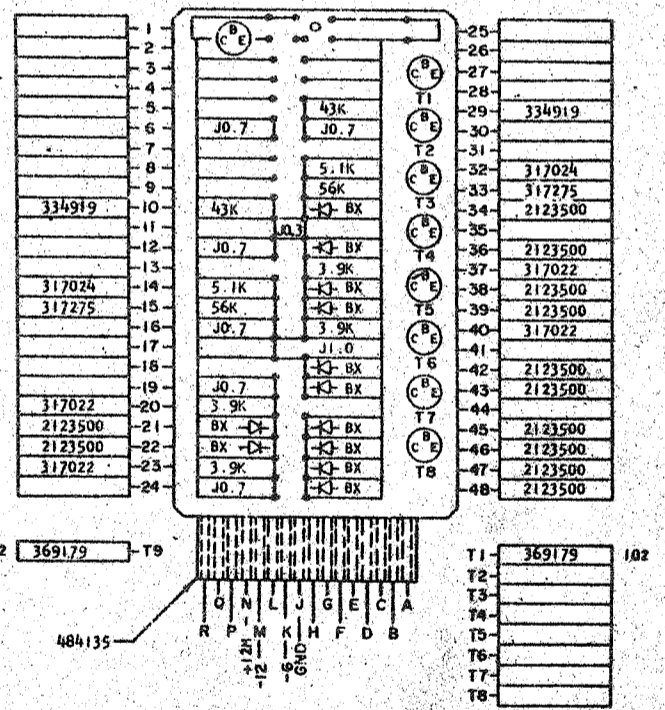 -1-
-2-
-3-
-4-
-5-
-6- J0.7
-7-
-8-
-9-
334919 -10- 43K
-11- J0.3
-12- J0.7
-13-
317024 -14- 5.1K
317275 -15- 56K
-16- J0.7
-17-
-18-
-19- J0.7
317022 -20- 3.9K
2123500 -21- BX
2123500 -22- BX
317022 -23- 3.9K
-24- J0.7
C B E
O
-25-
-26-
C B E -27-
T1 -28-
43K -29- 334919
J0.7 C B E -30-
T2 -31-
5.1K -32- 317024
56K C B E -33- 317275
BX T3 -34- 2123500
C B E -35-
BX T4 -36- 2123500
3.9K -37- 317022
BX C B E -38- 2123500
BX T5 -39- 2123500
3.9K C B E -40- 317022
J1.0 T6 -41-
BX -42- 2123500
BX C B E -43- 2123500
T7 -44-
BX -45- 2123500
BX C B E -46- 2123500
BX T8 -47- 2123500
BX -48- 2123500
2 369179 -T9
T1- 369179 1,02
T2-
T3-
T4-
T5-
T6-
T7-
T8-
Q N L J G E C A
R P M K H F D B
+12M
-12
-6
GND
484135